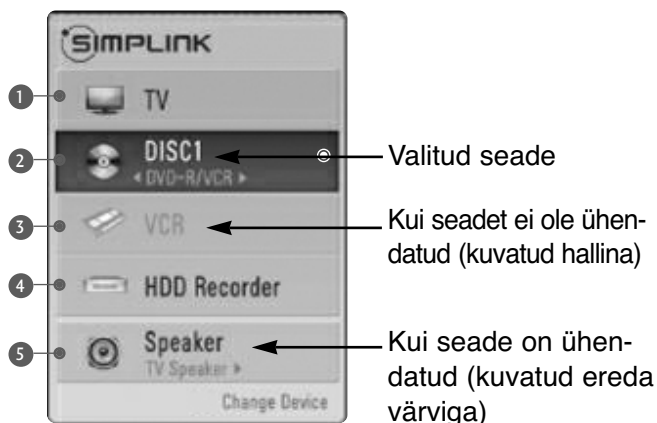 SIMPLINK
1 TV
2 DISC1
◄ DVD-R/VCR ►
Valitud seade
3 VCR
Kui seadet ei ole ühen-
datud (kuvatud hallina)
4 HDD Recorder
5 Speaker
TV Speaker ►
Kui seade on ühen-
datud (kuvatud ereda
värviga)
Change Device